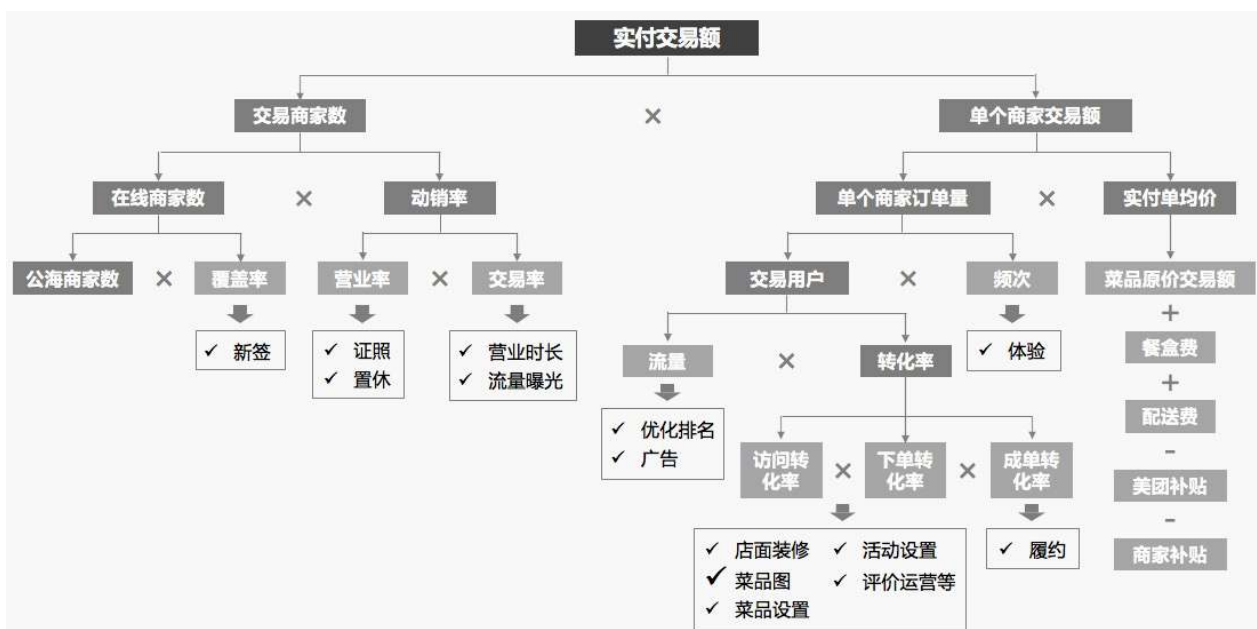 实付交易额
交易商家数 × 单个商家交易额
在线商家数 × 动销率 单个商家订单量 × 实付单均价
公海商家数 × 覆盖率 营业率 × 交易率 交易用户 × 频次 菜品原价交易额
✓ 新签
✓ 证照
✓ 置休
✓ 营业时长
✓ 流量曝光
✓ 体验
+
餐盒费
+
配送费
-
美团补贴
-
商家补贴
流量 × 转化率
✓ 优化排名
✓ 广告
访问转
化率
×
下单转
化率
×
成单转
化率
✓ 店面装修 ✓ 活动设置
✓ 菜品图 ✓ 评价运营等
✓ 菜品设置
✓ 履约